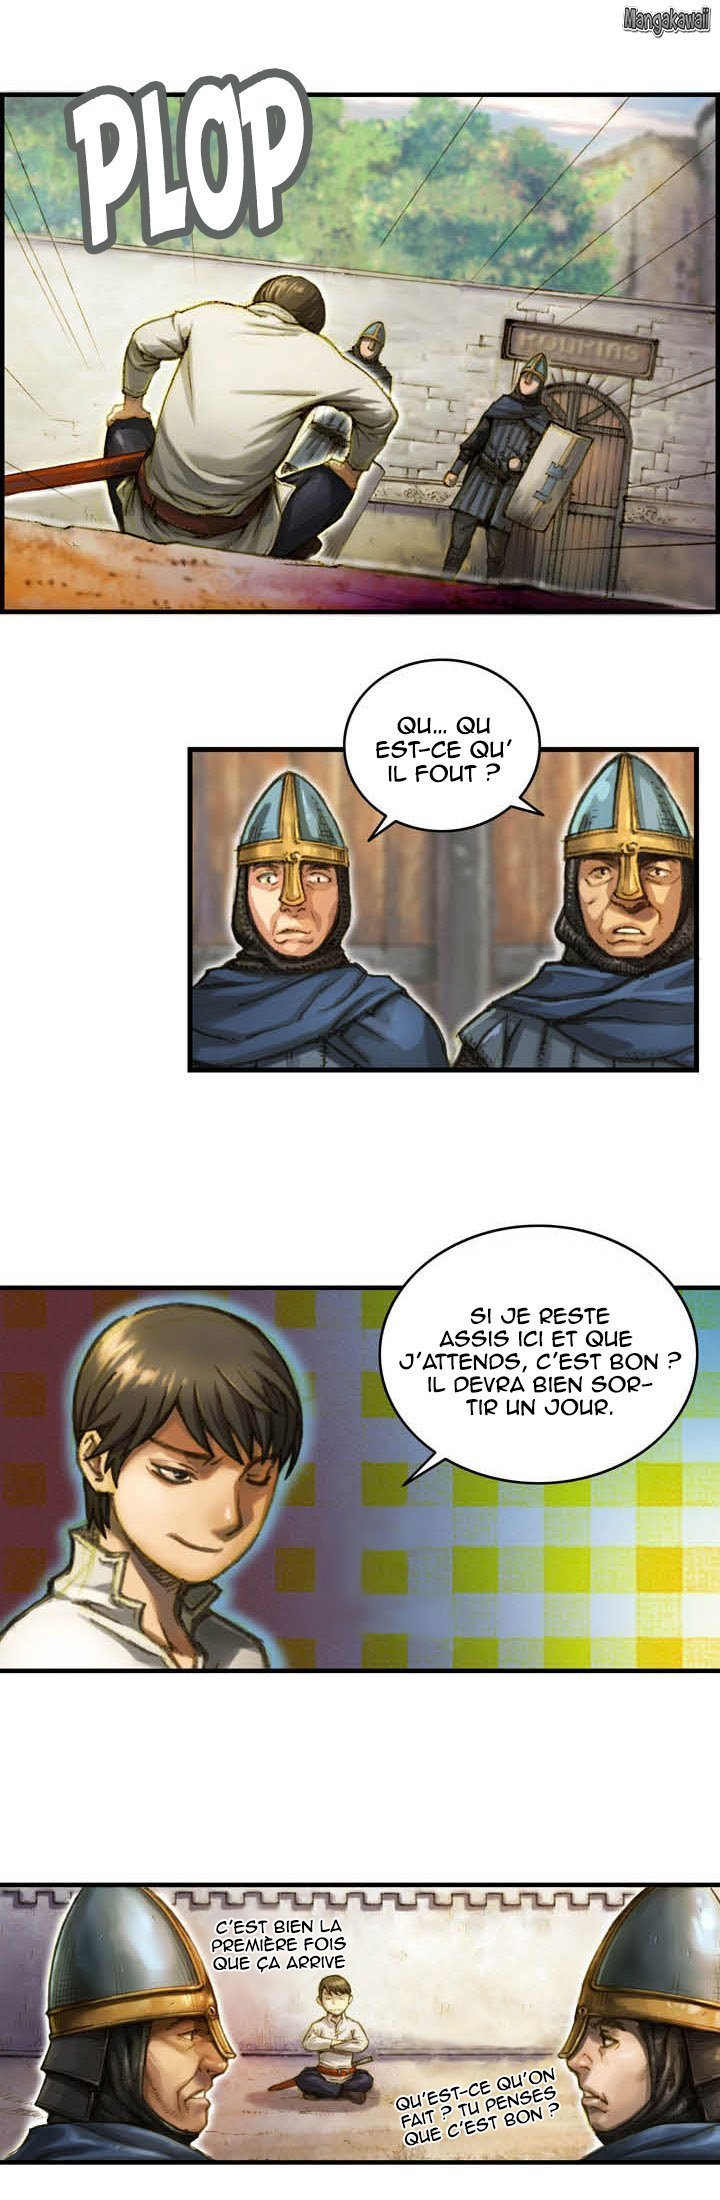 Mangakawaii
PLOP
ROUPIAS
QU... QU
EST-CE QU'
IL FOUT ?
SI JE RESTE
ASSIS ICI ET QUE
J'ATTENDS, C'EST BON ?
IL DEVRA BIEN SOR-
TIR UN JOUR.
C'EST BIEN LA
PREMIÈRE FOIS
QUE ÇA ARRIVE
QU'EST-CE QU'ON
FAIT ? TU PENSES
QUE C'EST BON ?